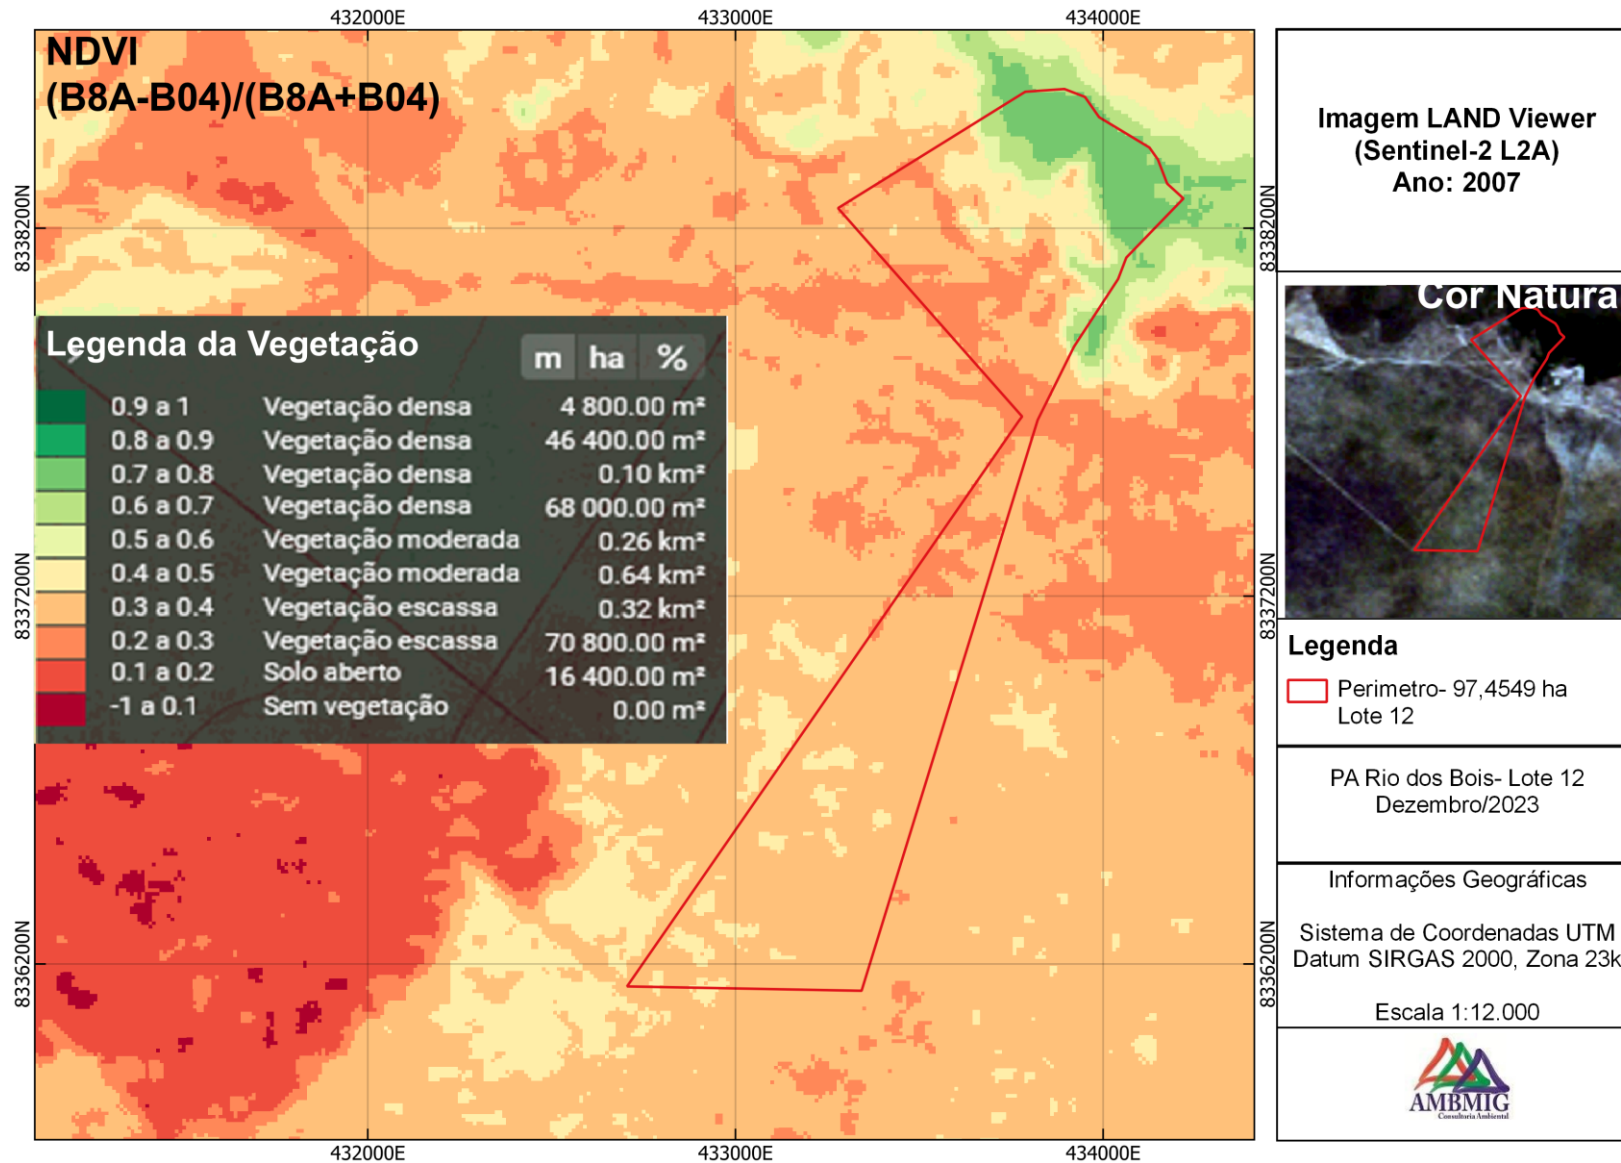 432000E 433000E 434000E
NDVI
(B8A-B04)/(B8A+B04)
8338200N
8337200N
8336200N
Legenda da Vegetação
m ha %
0.9 a 1 Vegetação densa 4 800.00 m²
0.8 a 0.9 Vegetação densa 46 400.00 m²
0.7 a 0.8 Vegetação densa 0.10 km²
0.6 a 0.7 Vegetação densa 68 000.00 m²
0.5 a 0.6 Vegetação moderada 0.26 km²
0.4 a 0.5 Vegetação moderada 0.64 km²
0.3 a 0.4 Vegetação escassa 0.32 km²
0.2 a 0.3 Vegetação escassa 70 800.00 m²
0.1 a 0.2 Solo aberto 16 400.00 m²
-1 a 0.1 Sem vegetação 0.00 m²
8338200N
8337200N
8336200N
432000E 433000E 434000E
Imagem LAND Viewer
(Sentinel-2 L2A)
Ano: 2007
Cor Natura
Legenda
Perimetro- 97,4549 ha
Lote 12
PA Rio dos Bois- Lote 12
Dezembro/2023
Informações Geográficas
Sistema de Coordenadas UTM
Datum SIRGAS 2000, Zona 23k
Escala 1:12.000
AMBMIG
Consultoria Ambiental